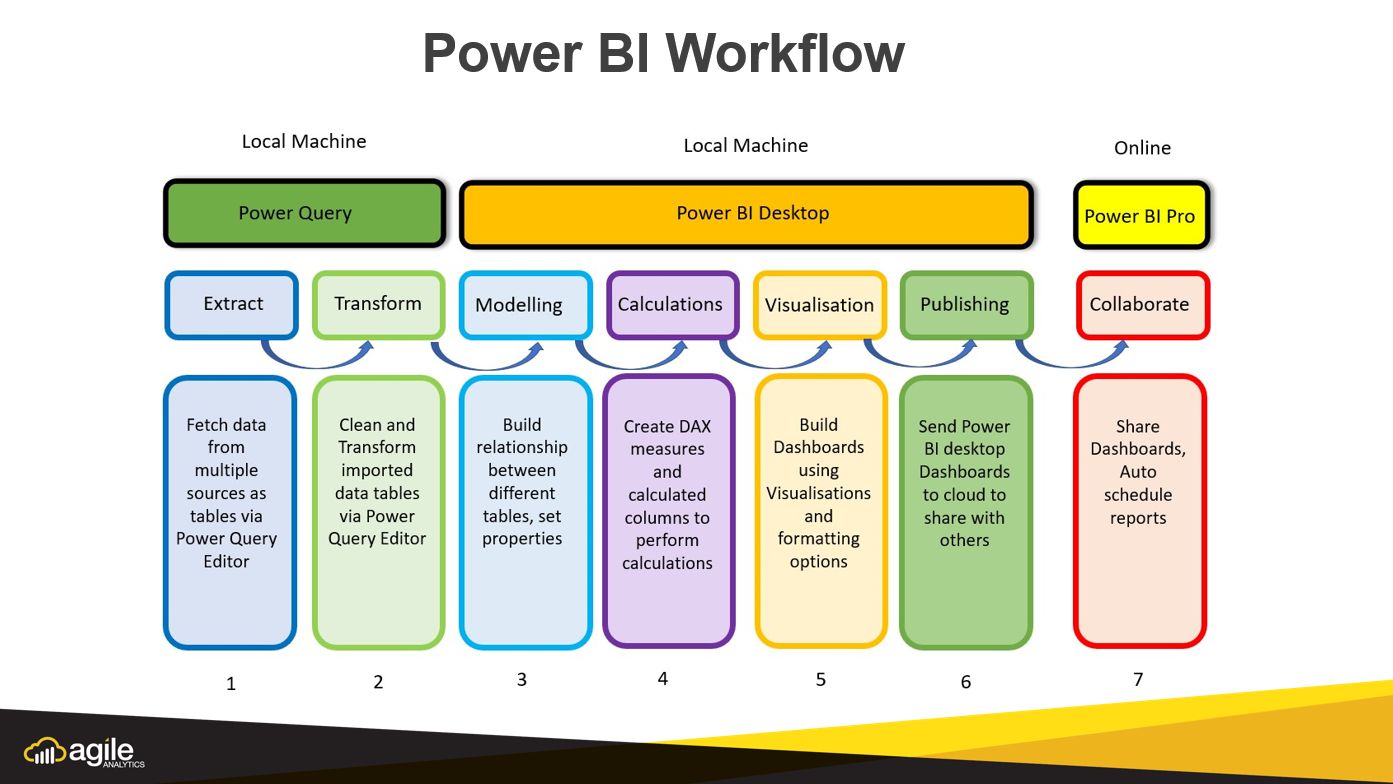 Power BI Workflow
Local Machine
Local Machine
Online
Power Query
Power BI Desktop
Power BI Pro
Extract
Transform
Modelling
Calculations
Visualisation
Publishing
Collaborate
Fetch data
from
multiple
sources as
tables via
Power Query
Editor
Clean and
Transform
imported
data tables
via Power
Query Editor
Build
relationship
between
different
tables, set
properties
Create DAX
measures
and
calculated
columns to
perform
calculations
Build
Dashboards
using
Visualisations
and
formatting
options
Send Power
BI desktop
Dashboards
to cloud to
share with
others
Share
Dashboards,
Auto
schedule
reports
1
2
3
4
5
6
7
agile
ANALYTICS